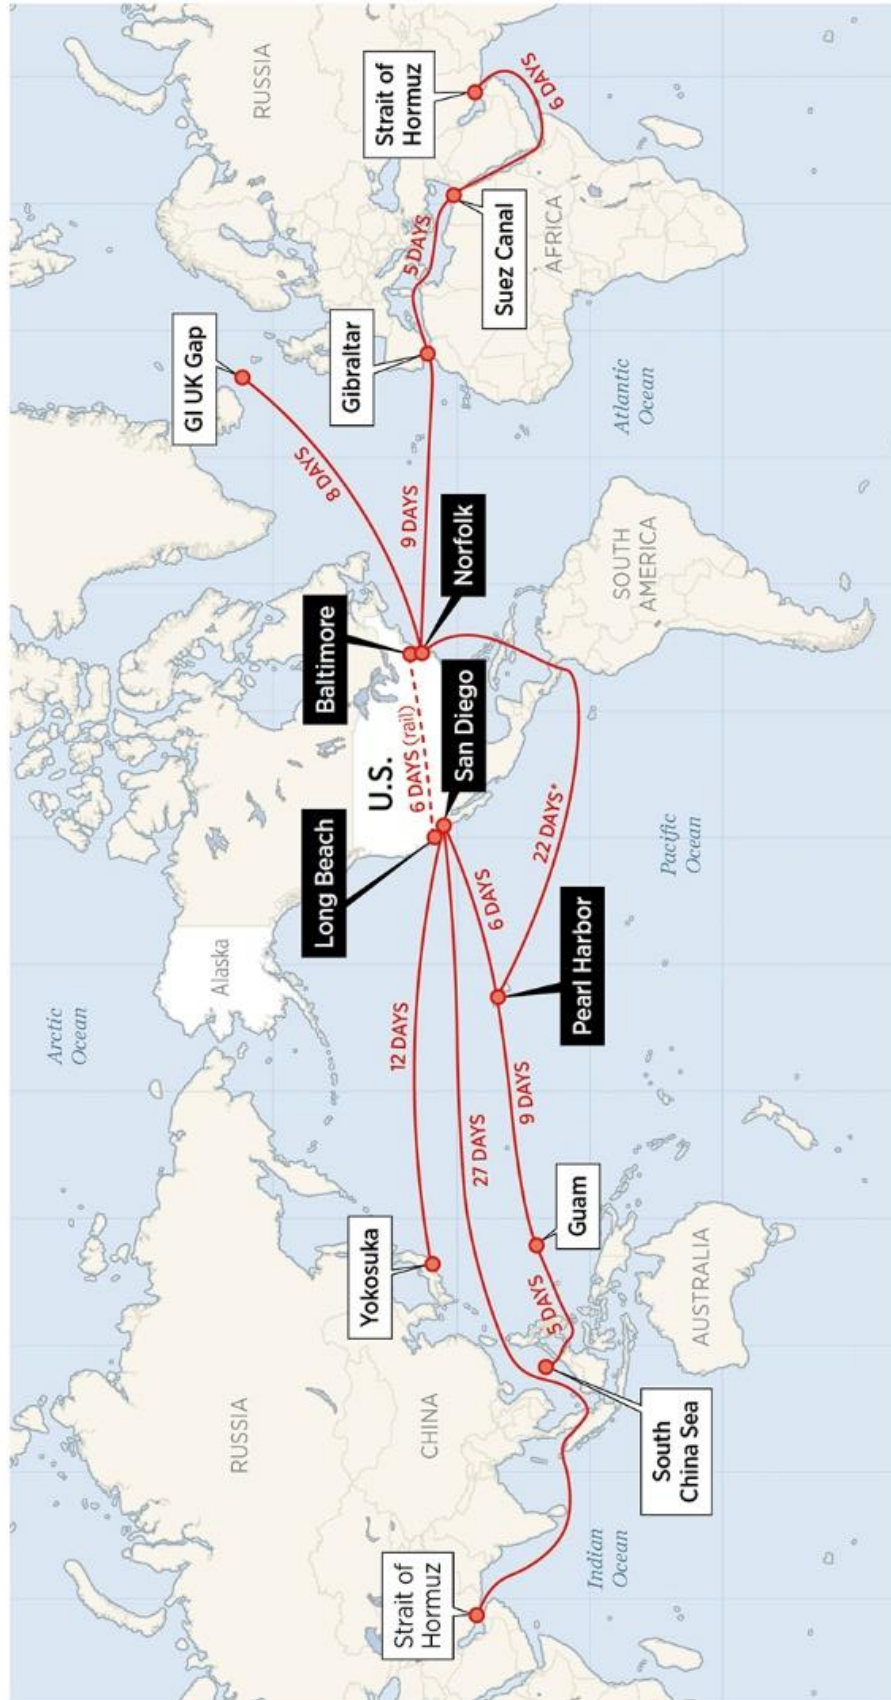 Arctic
Ocean
RUSSIA
Alaska
GI UK Gap
RUSSIA
Strait of
Hormuz
Yokosuka
Long Beach
Baltimore
Gibraltar
Strait of
Hormuz
CHINA
12 DAYS
U.S.
6 DAYS (rail)
8 DAYS
9 DAYS
5 DAYS
6 DAYS
27 DAYS
6 DAYS
San Diego
Norfolk
Suez Canal
5 DAYS
9 DAYS
22 DAYS*
AFRICA
Guam
Pearl Harbor
Indian
Ocean
South
China Sea
AUSTRALIA
Pacific
Ocean
SOUTH
AMERICA
Atlantic
Ocean